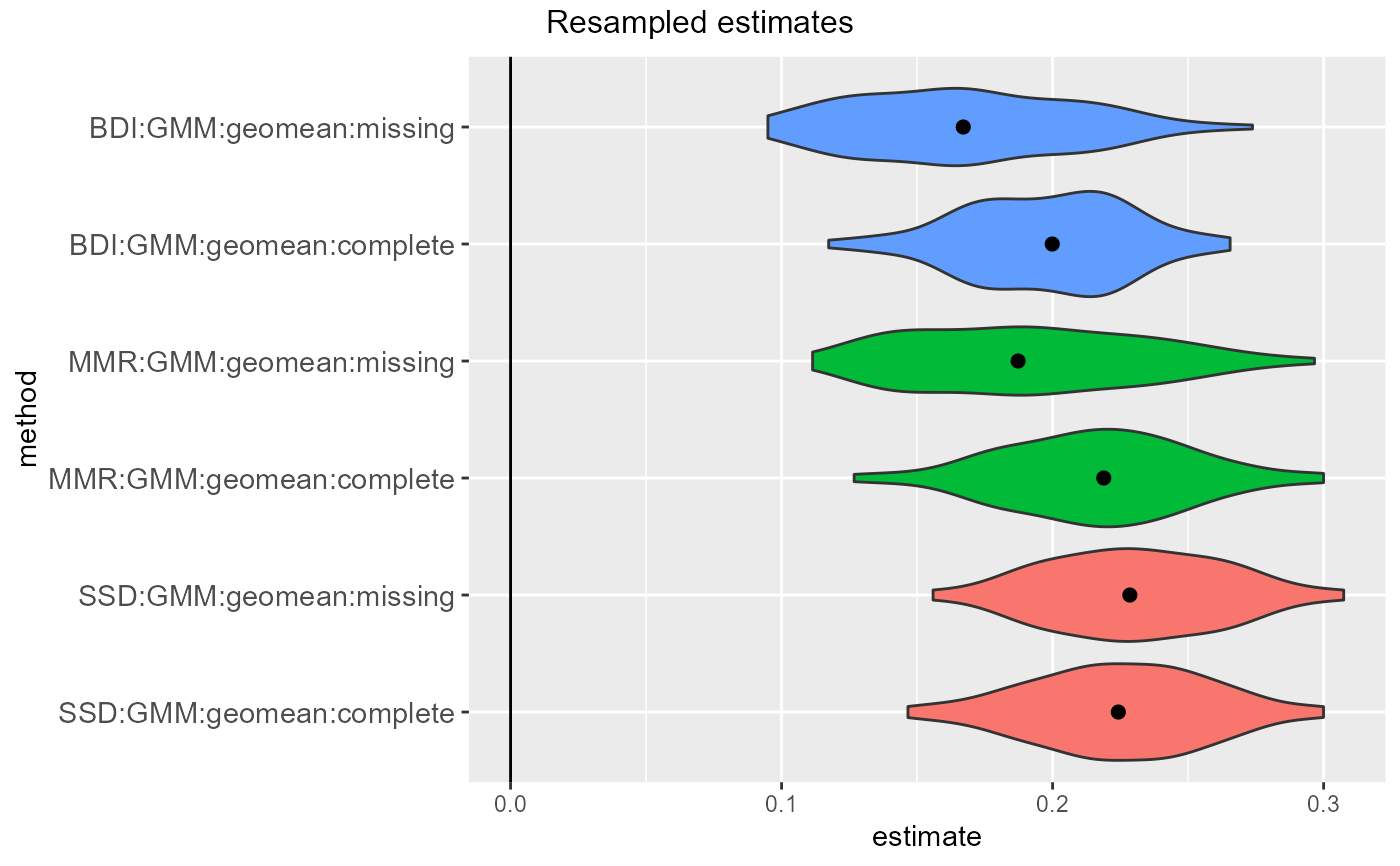 Resampled estimates
BDI:GMM:geomean:missing
BDI:GMM:geomean:complete
MMR:GMM:geomean:missing
MMR:GMM:geomean:complete
SSD:GMM:geomean:missing
SSD:GMM:geomean:complete
method
0.0 0.1 0.2 0.3
estimate